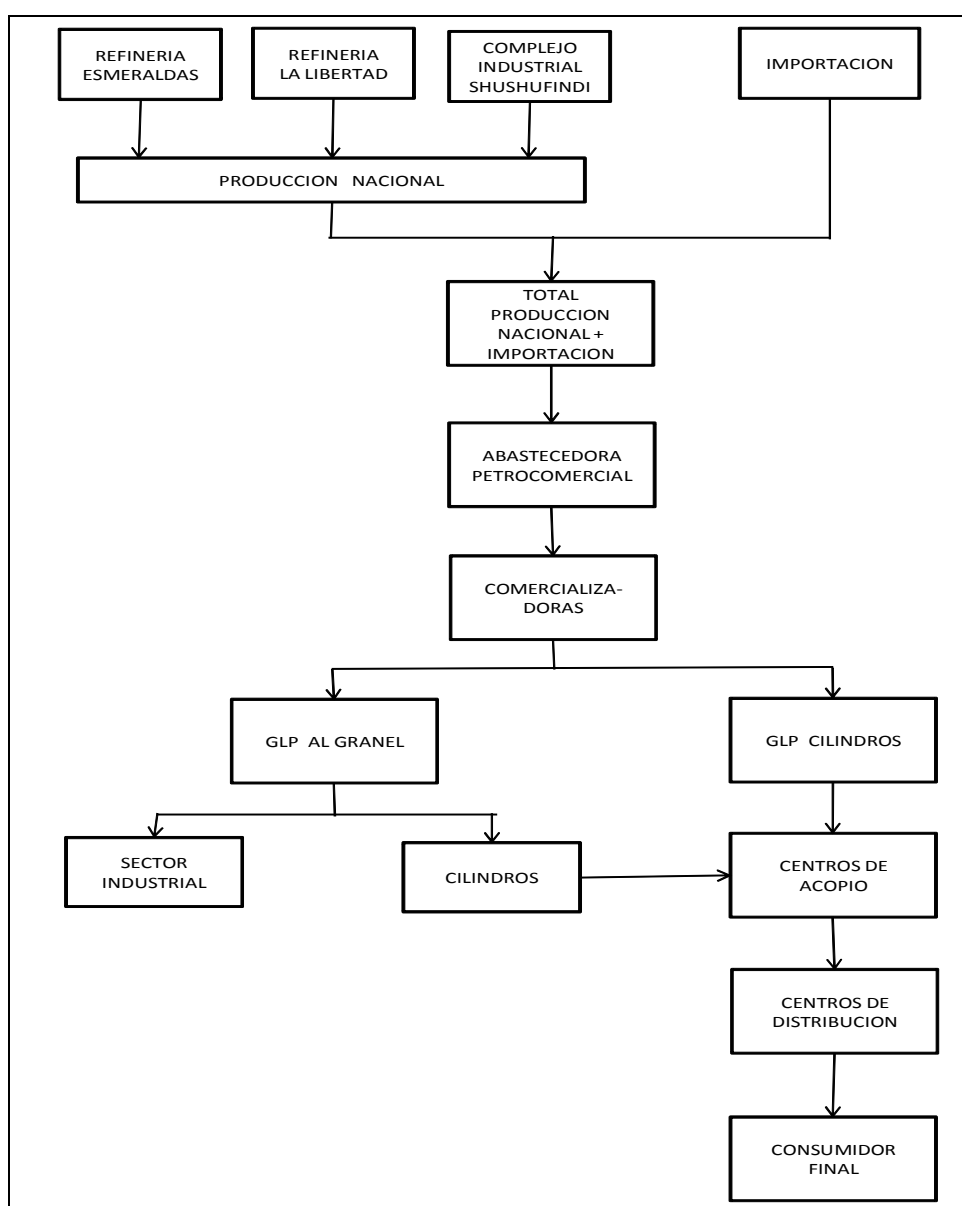 REFINERIA
ESMERALDAS
REFINERIA
LA LIBERTAD
COMPLEJO
INDUSTRIAL
SHUSHUFINDI
IMPORTACION
PRODUCCION NACIONAL
TOTAL
PRODUCCION
NACIONAL +
IMPORTACION
ABASTECEDORA
PETROCOMERCIAL
COMERCIALIZA-
DORAS
GLP AL GRANEL
GLP CILINDROS
SECTOR
INDUSTRIAL
CILINDROS
CENTROS DE
ACOPIO
CENTROS DE
DISTRIBUCION
CONSUMIDOR
FINAL